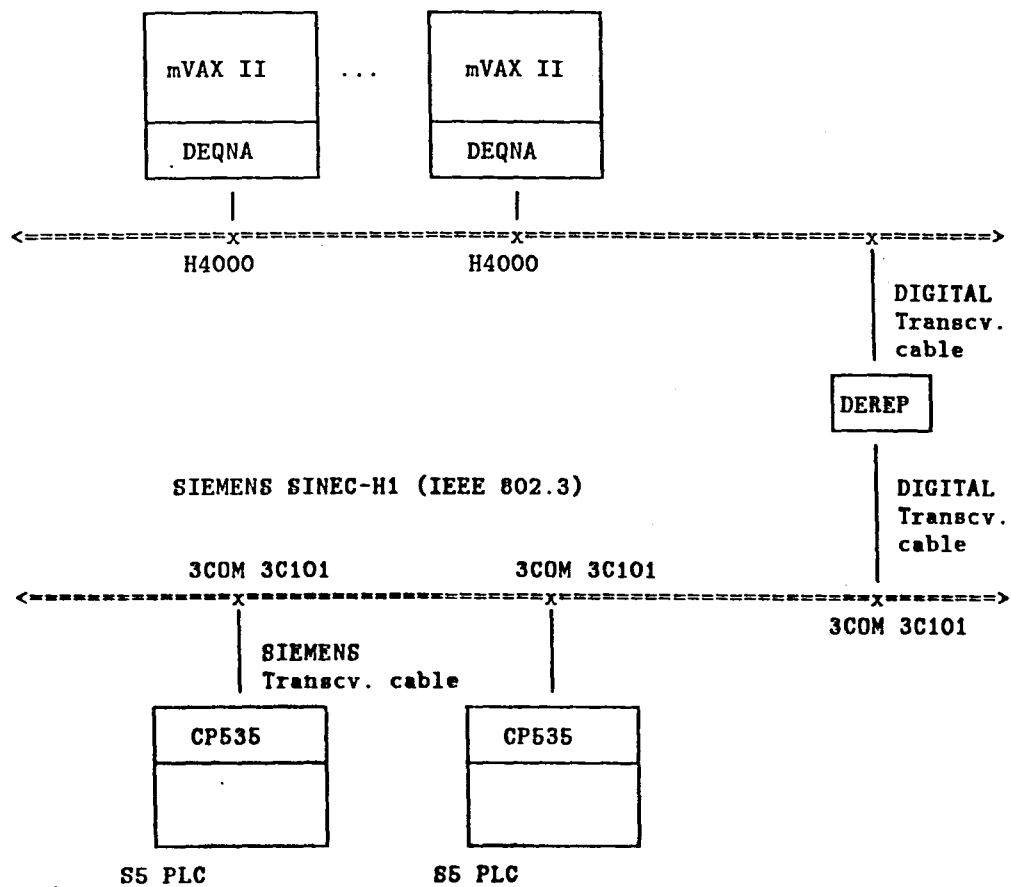 mVAX II ... mVAX II
DEQNA DEQNA
<===========x===================x========================x========>
H4000 H4000
DIGITAL
Transcv.
cable
DEREP
SIEMENS SINEC-H1 (IEEE 802.3)
DIGITAL
Transcv.
cable
3COM 3C101 3COM 3C101
<===========x===================x========================x========>
3COM 3C101
SIEMENS
Transcv. cable
CP535 CP535
S5 PLC S5 PLC